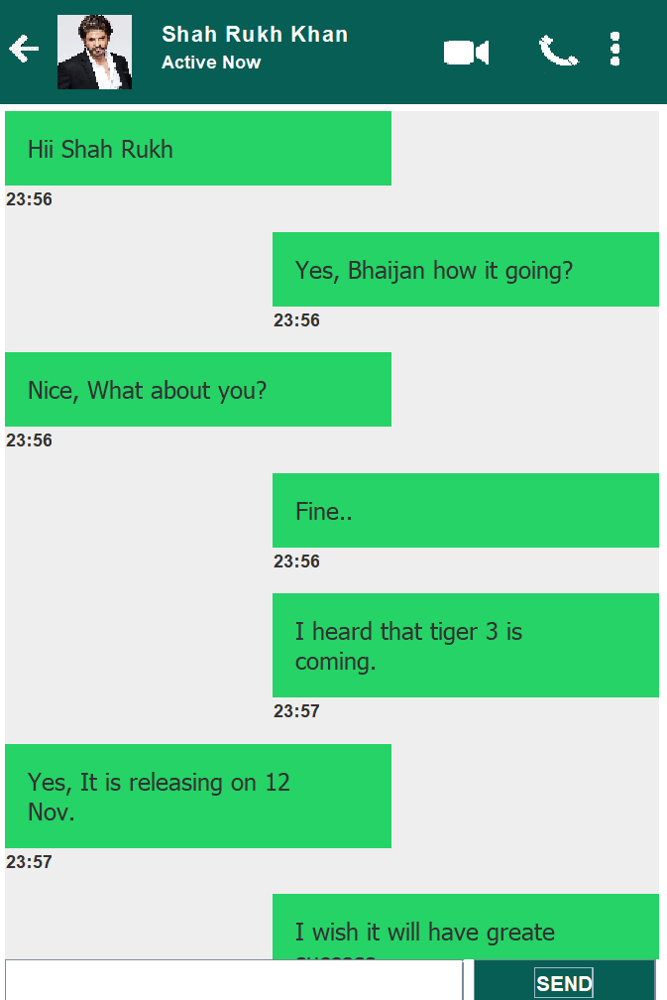 Shah Rukh Khan
Active Now
Hii Shah Rukh
23:56
Yes, Bhaijan how it going?
23:56
Nice, What about you?
23:56
Fine..
23:56
I heard that tiger 3 is
coming.
23:57
Yes, It is releasing on 12
Nov.
23:57
I wish it will have greate
SEND